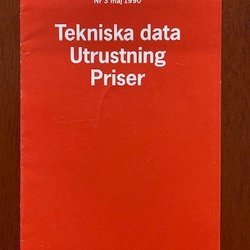 Nr 3 maj 1990
Tekniska data
Utrustning
Priser